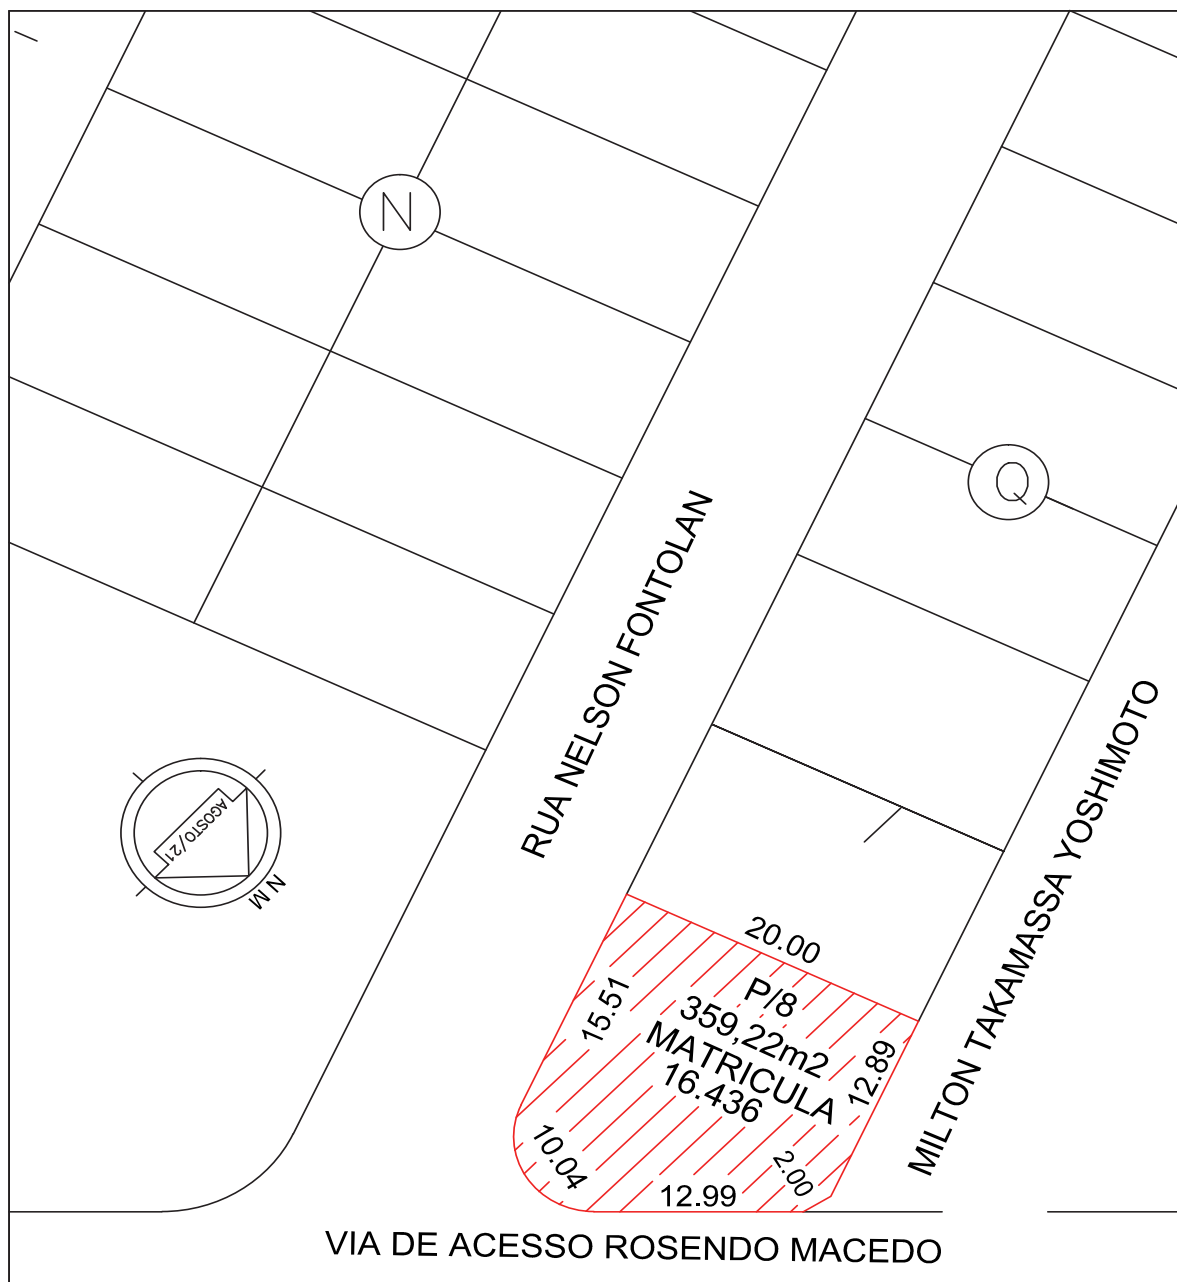 N
Q
RUA NELSON FONTOLAN
MILTON TAKAMASSA YOSHIMOTO
AGOSTO/21
NM
20.00
P/8
359,22m2
MATRICULA
16.436
15.51
12.89
10.04
2.00
12.99
VIA DE ACESSO ROSENDO MACEDO